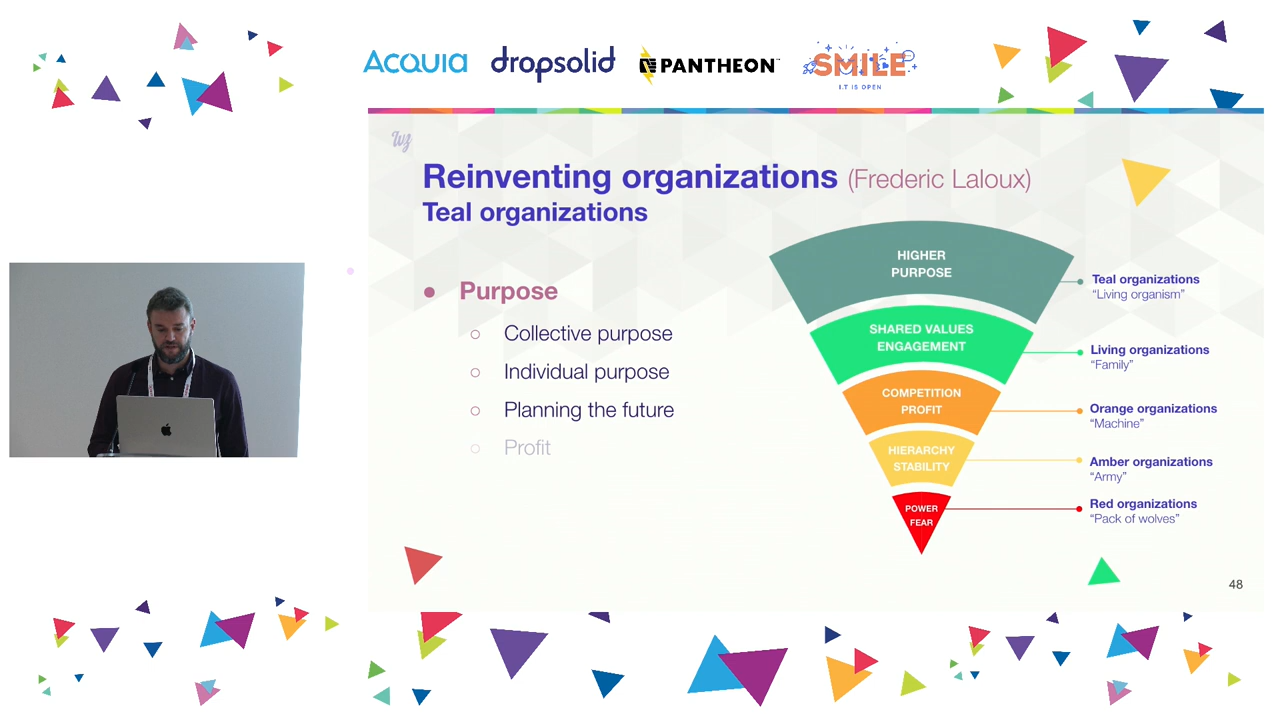 ACQUIA dropsolid PANTHEON SMILE
I.T IS OPEN
Reinventing organizations (Frederic Laloux)
Teal organizations
● Purpose
○ Collective purpose
○ Individual purpose
○ Planning the future
○ Profit
HIGHER
PURPOSE
Teal organizations
“Living organism”
SHARED VALUES
ENGAGEMENT
Living organizations
“Family”
COMPETITION
PROFIT
Orange organizations
“Machine”
HIERARCHY
STABILITY
Amber organizations
“Army”
POWER
FEAR
Red organizations
“Pack of wolves”
48